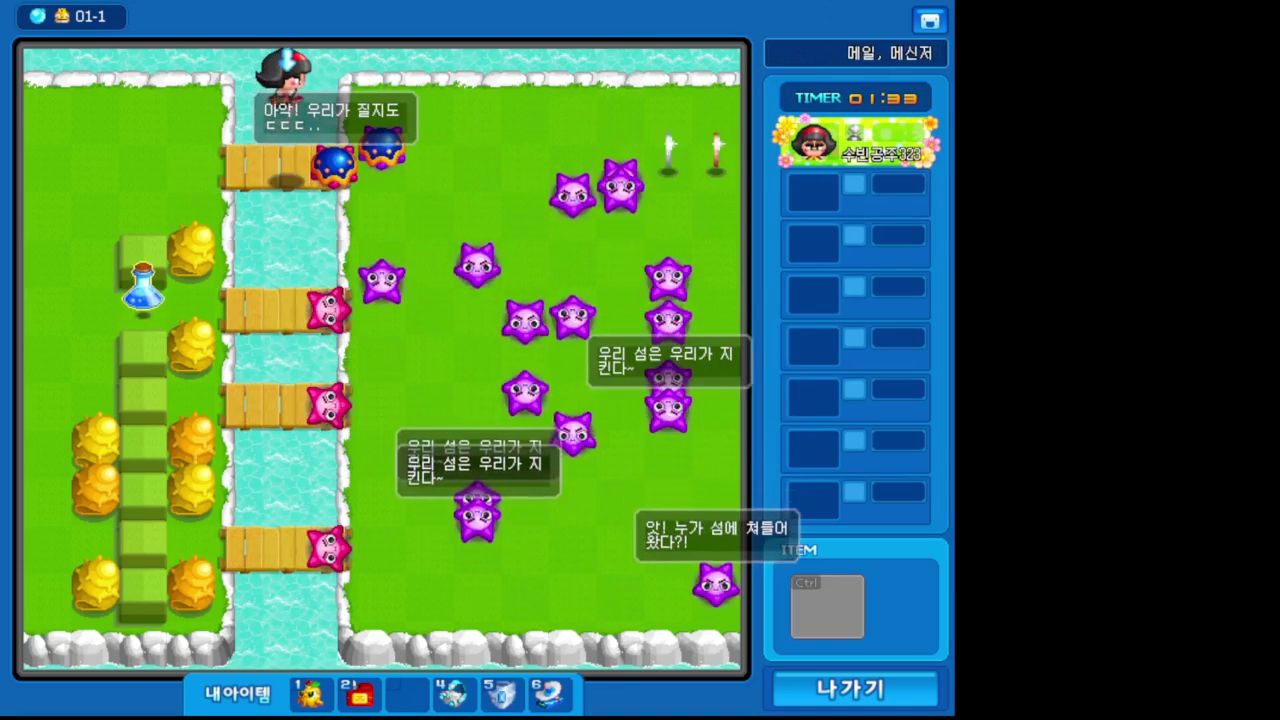 01-1
메일, 메신저
TIMER 01:33
수빈공주323
아악! 우리가 질지도
ㄷㄷㄷ..
우리 섬은 우리가 지
킨다~
우리 섬은 우리가 지
우리 섬은 우리가 지
킨다~
앗! 누가 섬에 쳐들어
왔다?!
ITEM
Ctrl
내아이템
1
2
4
5
6
나가기